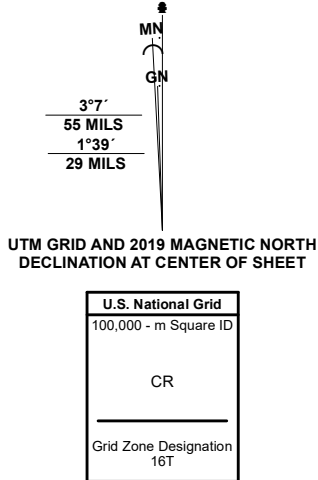 MN
GN
3°7´
55 MILS
1°39´
29 MILS
UTM GRID AND 2019 MAGNETIC NORTH
DECLINATION AT CENTER OF SHEET
U.S. National Grid
100,000 - m Square ID
CR
Grid Zone Designation
16T